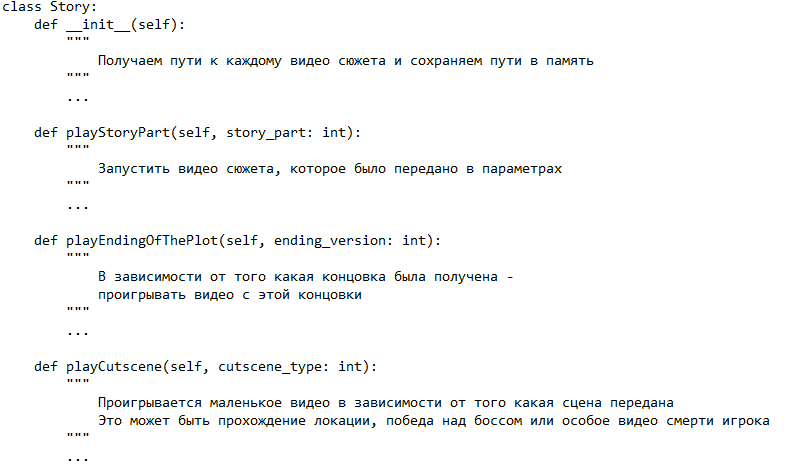 class Story:
    def __init__(self):
        """
            Получаем пути к каждому видео сюжета и сохраняем пути в память
        """
        ...

    def playStoryPart(self, story_part: int):
        """
            Запустить видео сюжета, которое было передано в параметрах
        """
        ...

    def playEndingOfThePlot(self, ending_version: int):
        """
            В зависимости от того какая концовка была получена -
            проигрывать видео с этой концовки
        """
        ...

    def playCutscene(self, cutscene_type: int):
        """
            Проигрывается маленькое видео в зависимости от того какая сцена передана
            Это может быть прохождение локации, победа над боссом или особое видео смерти игрока
        """
        ...